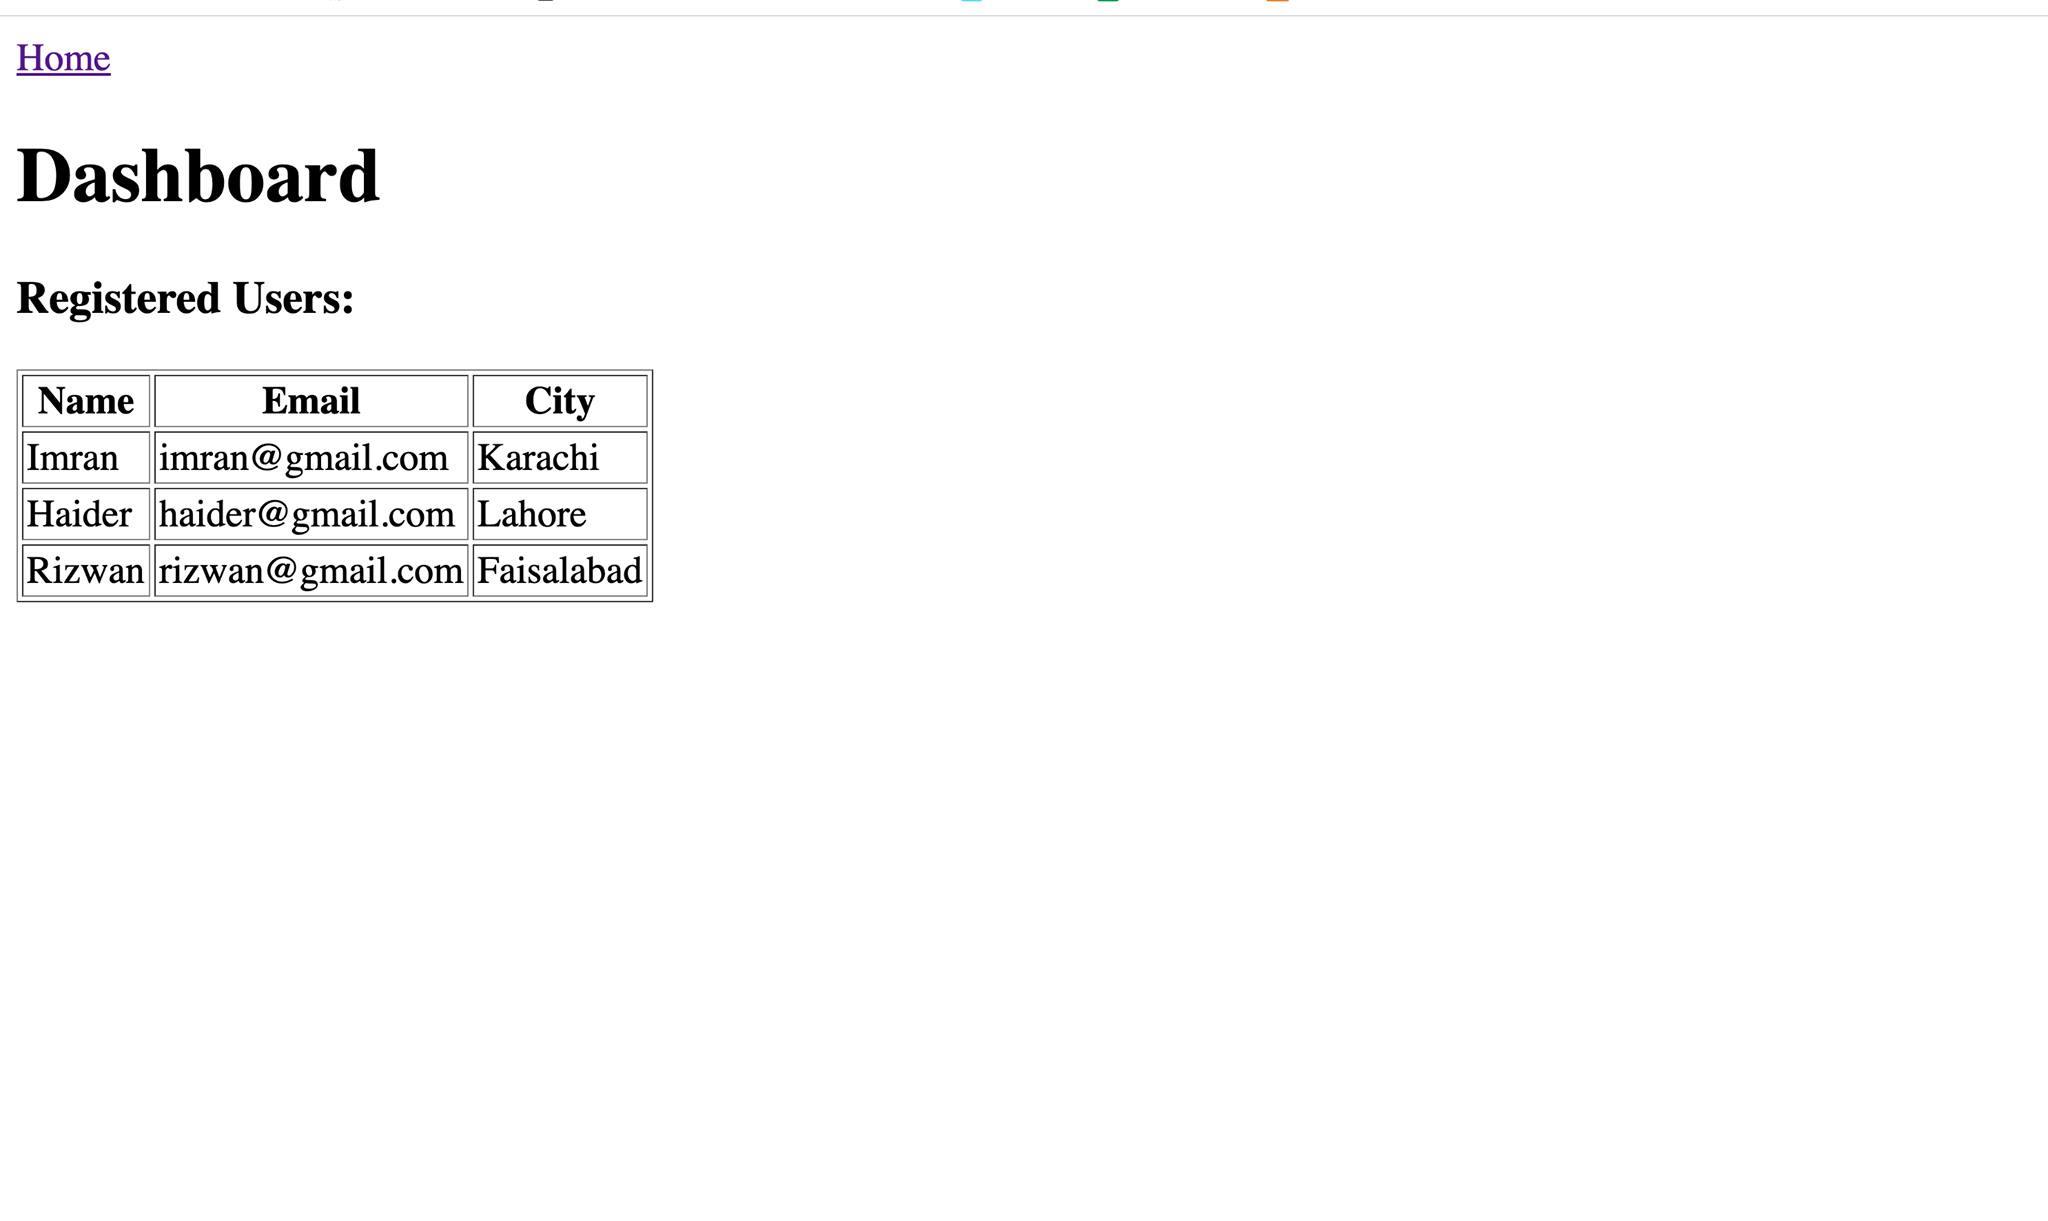 Home
Dashboard
Registered Users:
Name Email City
Imran imran@gmail.com Karachi
Haider haider@gmail.com Lahore
Rizwan rizwan@gmail.com Faisalabad